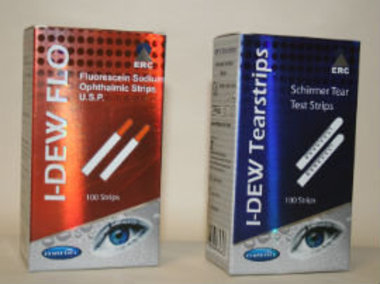 I-DEW FLO
ERC
Fluorescein Sodium
Ophthalmic Strips
U.S.P.
100 Strips
I-DEW Tearstrips
ERC
Schirmer Tear
Test Strips
100 Strips